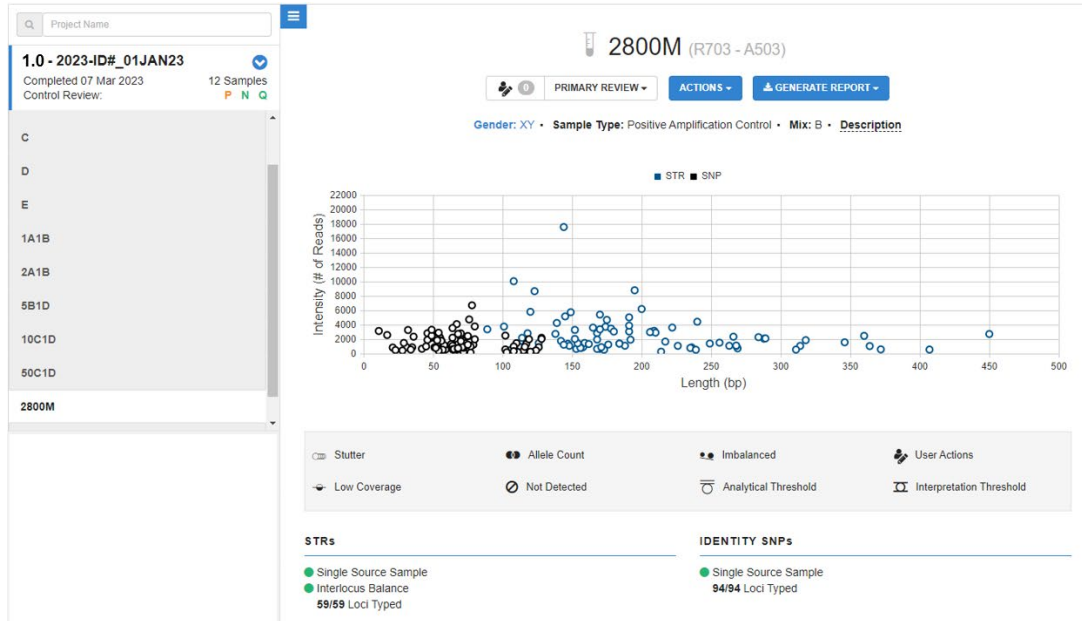 Project Name
1.0 - 2023-ID#_01JAN23
Completed 07 Mar 2023 12 Samples
Control Review: P N Q
C
D
E
1A1B
2A1B
5B1D
10C1D
50C1D
2800M
2800M (R703 - A503)
0 PRIMARY REVIEW ACTIONS GENERATE REPORT
Gender: XY • Sample Type: Positive Amplification Control • Mix: B • Description
STR SNP
Intensity (# of Reads)
22000
20000
18000
16000
14000
12000
10000
8000
6000
4000
2000
0
0 50 100 150 200 250 300 350 400 450 500
Length (bp)
Stutter Allele Count Imbalanced User Actions
Low Coverage Not Detected Analytical Threshold Interpretation Threshold
STRs
Single Source Sample
Interlocus Balance
59/59 Loci Typed
IDENTITY SNPs
Single Source Sample
94/94 Loci Typed